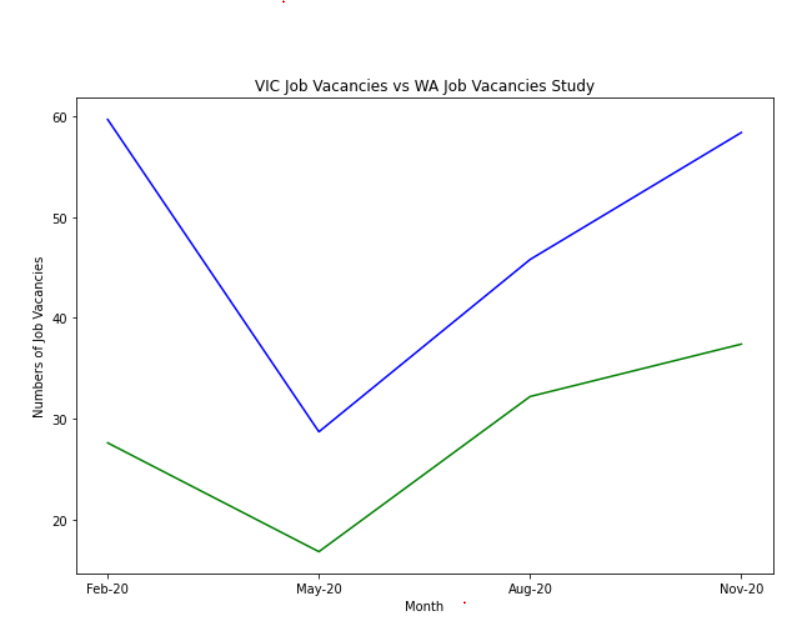 VIC Job Vacancies vs WA Job Vacancies Study
60
50
40
30
20
Numbers of Job Vacancies
Feb-20 May-20 Aug-20 Nov-20
Month